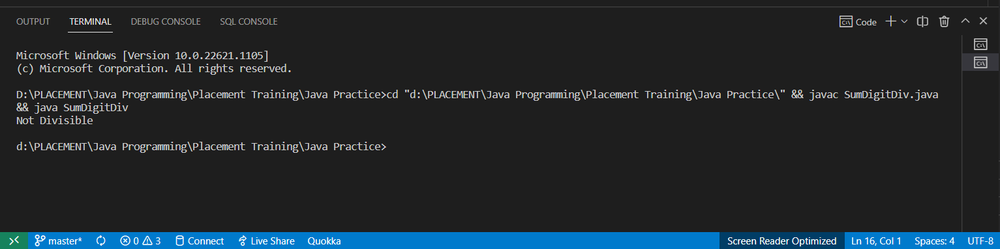 OUTPUT TERMINAL DEBUG CONSOLE SQL CONSOLE Code
Microsoft Windows [Version 10.0.22621.1105]
(c) Microsoft Corporation. All rights reserved.
D:\PLACEMENT\Java Programming\Placement Training\Java Practice>cd "d:\PLACEMENT\Java Programming\Placement Training\Java Practice\" && javac SumDigitDiv.java
&& java SumDigitDiv
Not Divisible
d:\PLACEMENT\Java Programming\Placement Training\Java Practice>
master* 0 3 Connect Live Share Quokka Screen Reader Optimized Ln 16, Col 1 Spaces: 4 UTF-8